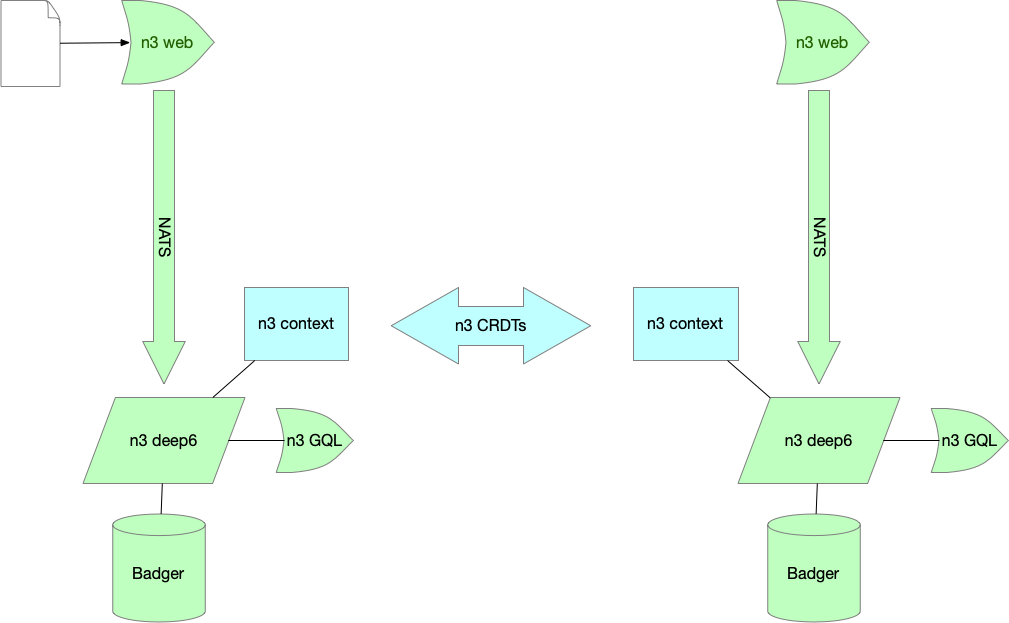 n3 web
n3 web
NATS
NATS
n3 context
n3 CRDTs
n3 context
n3 deep6
n3 GQL
n3 deep6
n3 GQL
Badger
Badger